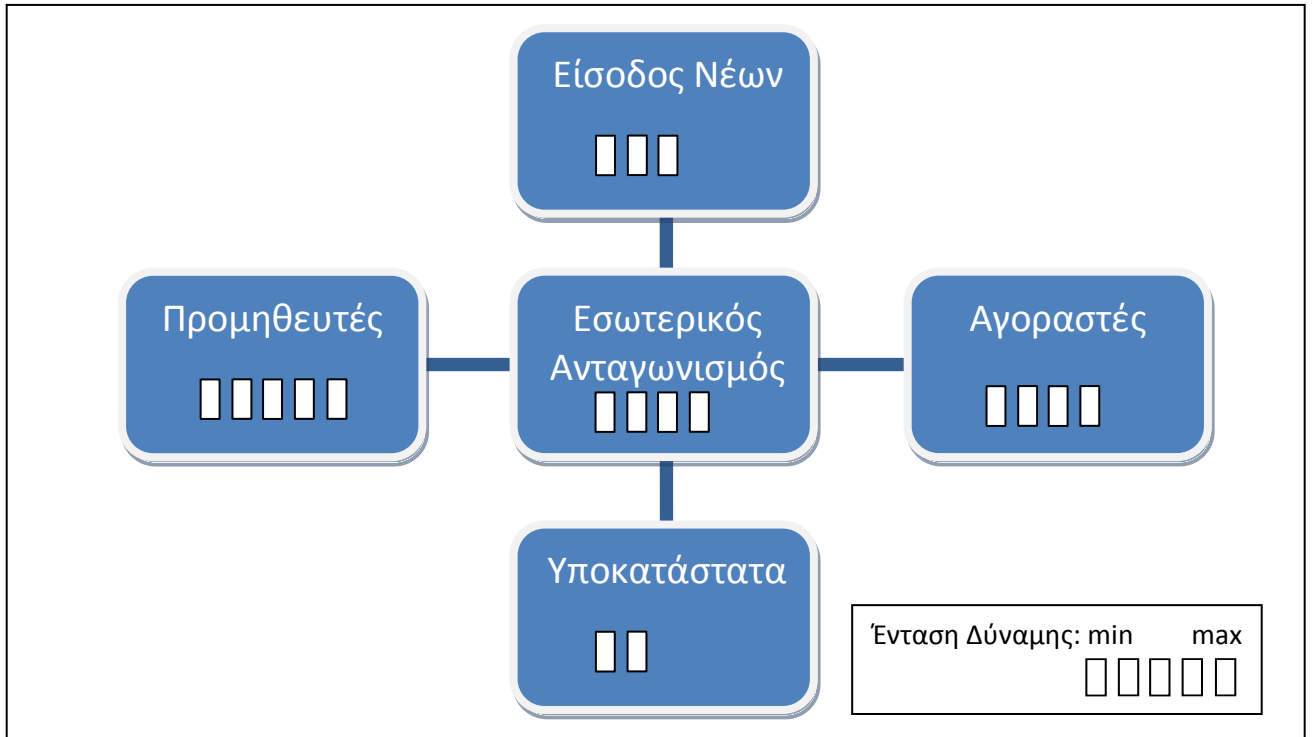 Είσοδος Νέων
Προμηθευτές
Εσωτερικός
Ανταγωνισμός
Αγοραστές
Υποκατάστατα
Ένταση Δύναμης: min max